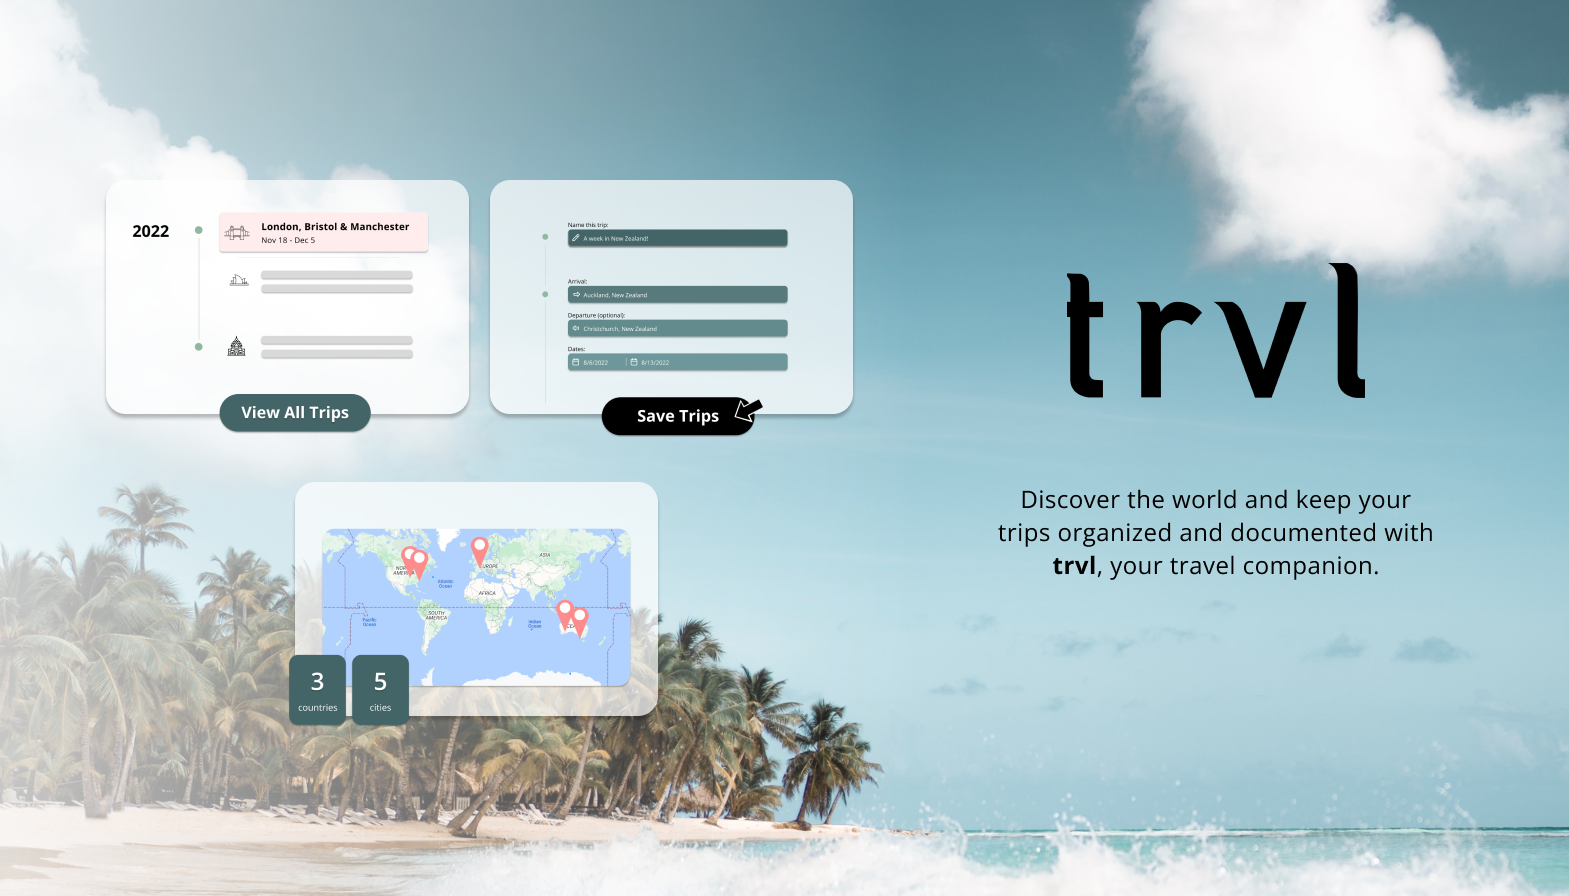 2022
London, Bristol & Manchester
Nov 18 - Dec 5
View All Trips
Name this trip:
A week in New Zealand!
Arrival:
Auckland, New Zealand
Departure (optional):
Christchurch, New Zealand
Dates:
8/6/2022 8/13/2022
Save Trips
trvl
Discover the world and keep your
trips organized and documented with
trvl, your travel companion.
ASIA
EUROPE
Atlantic
Ocean
AFRICA
SOUTH
AMERICA
Pacific
Ocean
Indian
Ocean
3
countries
5
cities